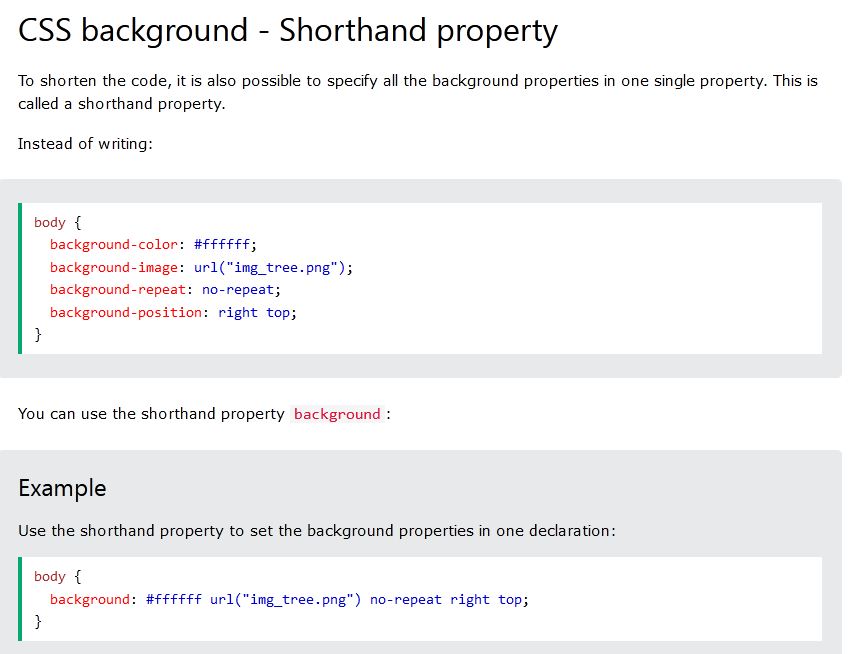 CSS background - Shorthand property
To shorten the code, it is also possible to specify all the background properties in one single property. This is
called a shorthand property.
Instead of writing:
body {
  background-color: #ffffff;
  background-image: url("img_tree.png");
  background-repeat: no-repeat;
  background-position: right top;
}
You can use the shorthand property background :
Example
Use the shorthand property to set the background properties in one declaration:
body {
  background: #ffffff url("img_tree.png") no-repeat right top;
}